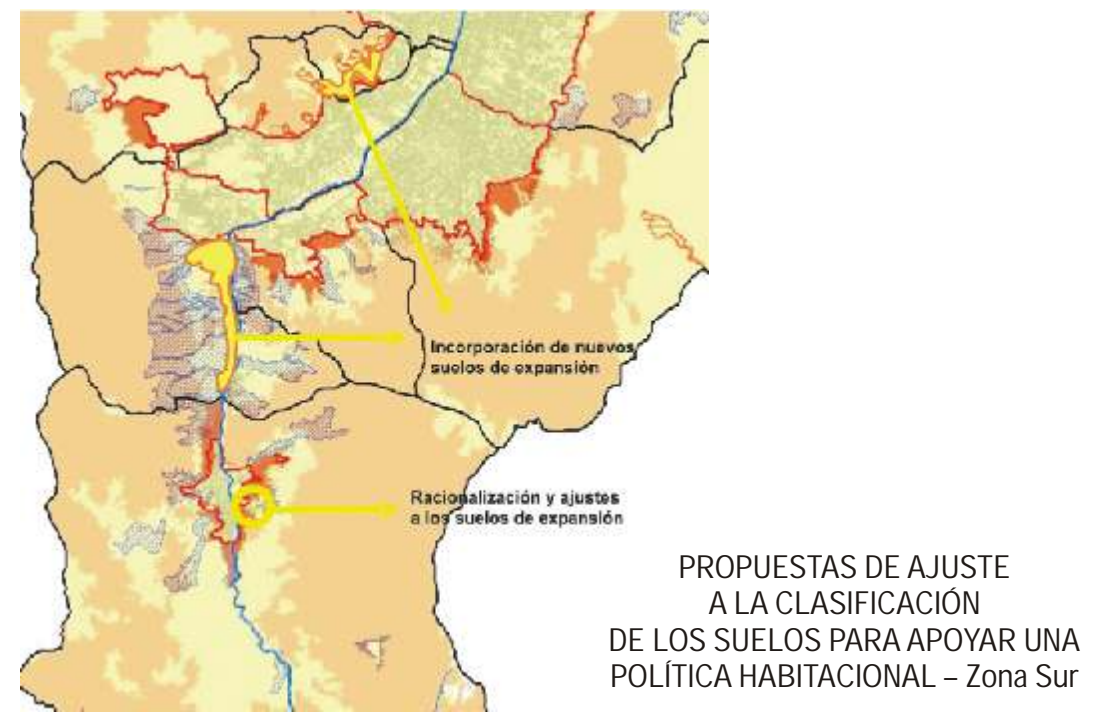 Incorporación de nuevos
suelos de expansión
Racionalización y ajustes
a los suelos de expansión
PROPUESTAS DE AJUSTE
A LA CLASIFICACIÓN
DE LOS SUELOS PARA APOYAR UNA
POLÍTICA HABITACIONAL – Zona Sur